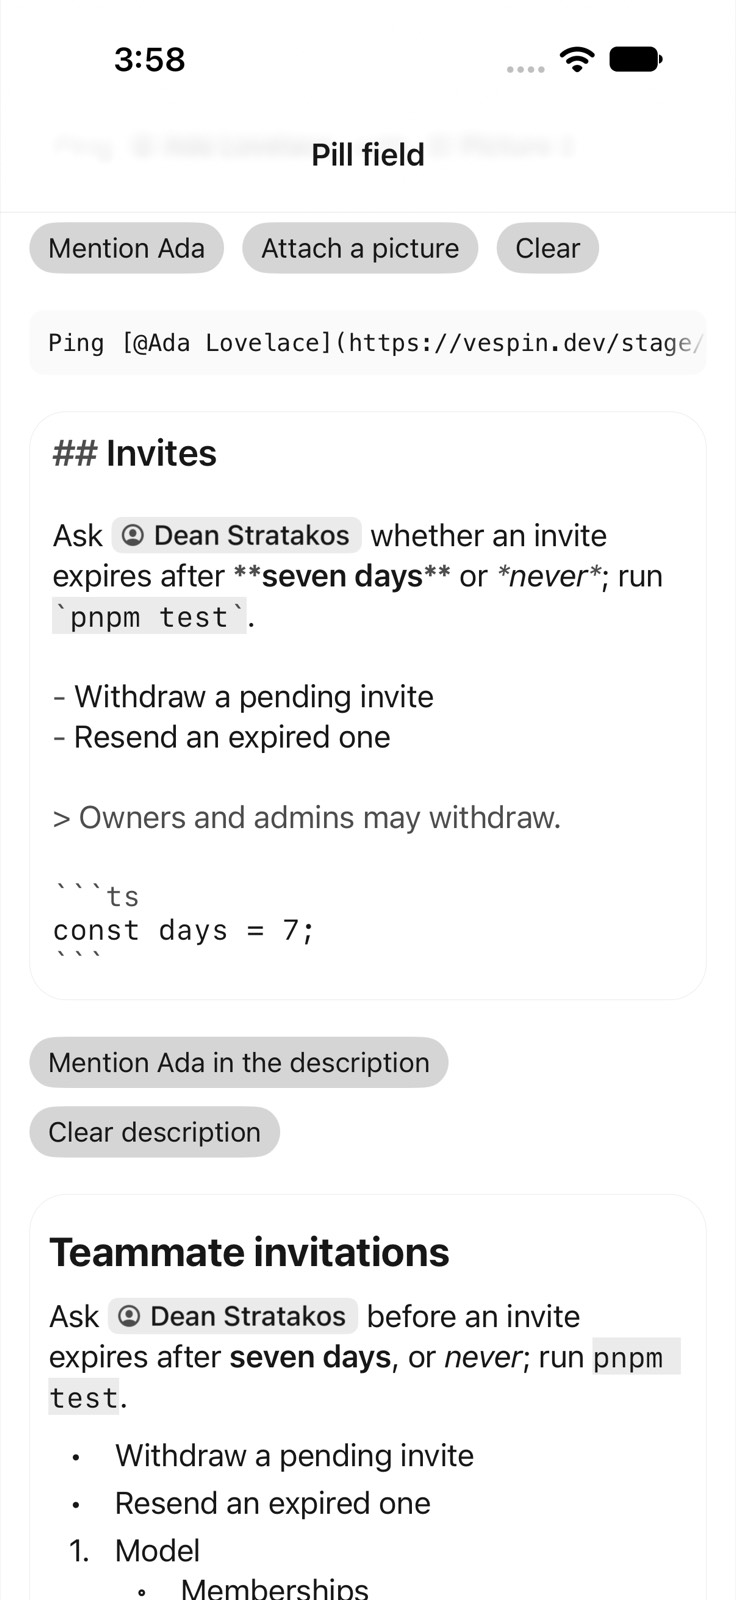 3:58
Pill field
Mention Ada
Attach a picture
Clear
Ping [@Ada Lovelace](https://vespin.dev/stage/
## Invites
Ask Dean Stratakos whether an invite
expires after **seven days** or *never*; run
`pnpm test`.
- Withdraw a pending invite
- Resend an expired one
> Owners and admins may withdraw.
```ts
const days = 7;
```
Mention Ada in the description
Clear description
Teammate invitations
Ask Dean Stratakos before an invite
expires after seven days, or never; run pnpm
test.
• Withdraw a pending invite
• Resend an expired one
1. Model
◦ Memberships